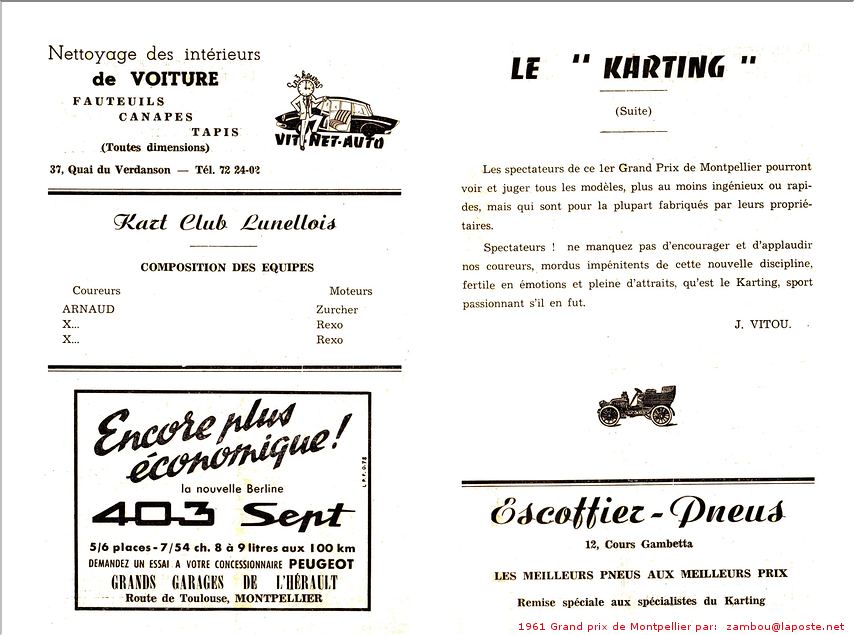 Nettoyage des intérieurs
de VOITURE
FAUTEUILS
CANAPES
TAPIS
(Toutes dimensions)
VIT'NET-AUTO
37, Quai du Verdanson — Tél. 72 24-02
Kart Club Lunellois
COMPOSITION DES EQUIPES
Coureurs Moteurs
ARNAUD Zurcher
X... Rexo
X... Rexo
Encore plus
économique!
la nouvelle Berline
403 Sept
5/6 places - 7/54 ch. 8 à 9 litres aux 100 km
DEMANDEZ UN ESSAI A VOTRE CONCESSIONNAIRE PEUGEOT
GRANDS GARAGES DE L'HÉRAULT
Route de Toulouse, MONTPELLIER
LE " KARTING "
(Suite)
Les spectateurs de ce 1er Grand Prix de Montpellier pourront
voir et juger tous les modèles, plus au moins ingénieux ou rapi-
des, mais qui sont pour la plupart fabriqués par leurs proprié-
taires.
Spectateurs ! ne manquez pas d'encourager et d'applaudir
nos coureurs, mordus impénitents de cette nouvelle discipline,
fertile en émotions et pleine d'attraits, qu'est le Karting, sport
passionnant s'il en fut.
J. VITOU.
Escoffier - Pneus
12, Cours Gambetta
LES MEILLEURS PNEUS AUX MEILLEURS PRIX
Remise spéciale aux spécialistes du Karting
1961 Grand prix de Montpellier par: zambou@laposte.net